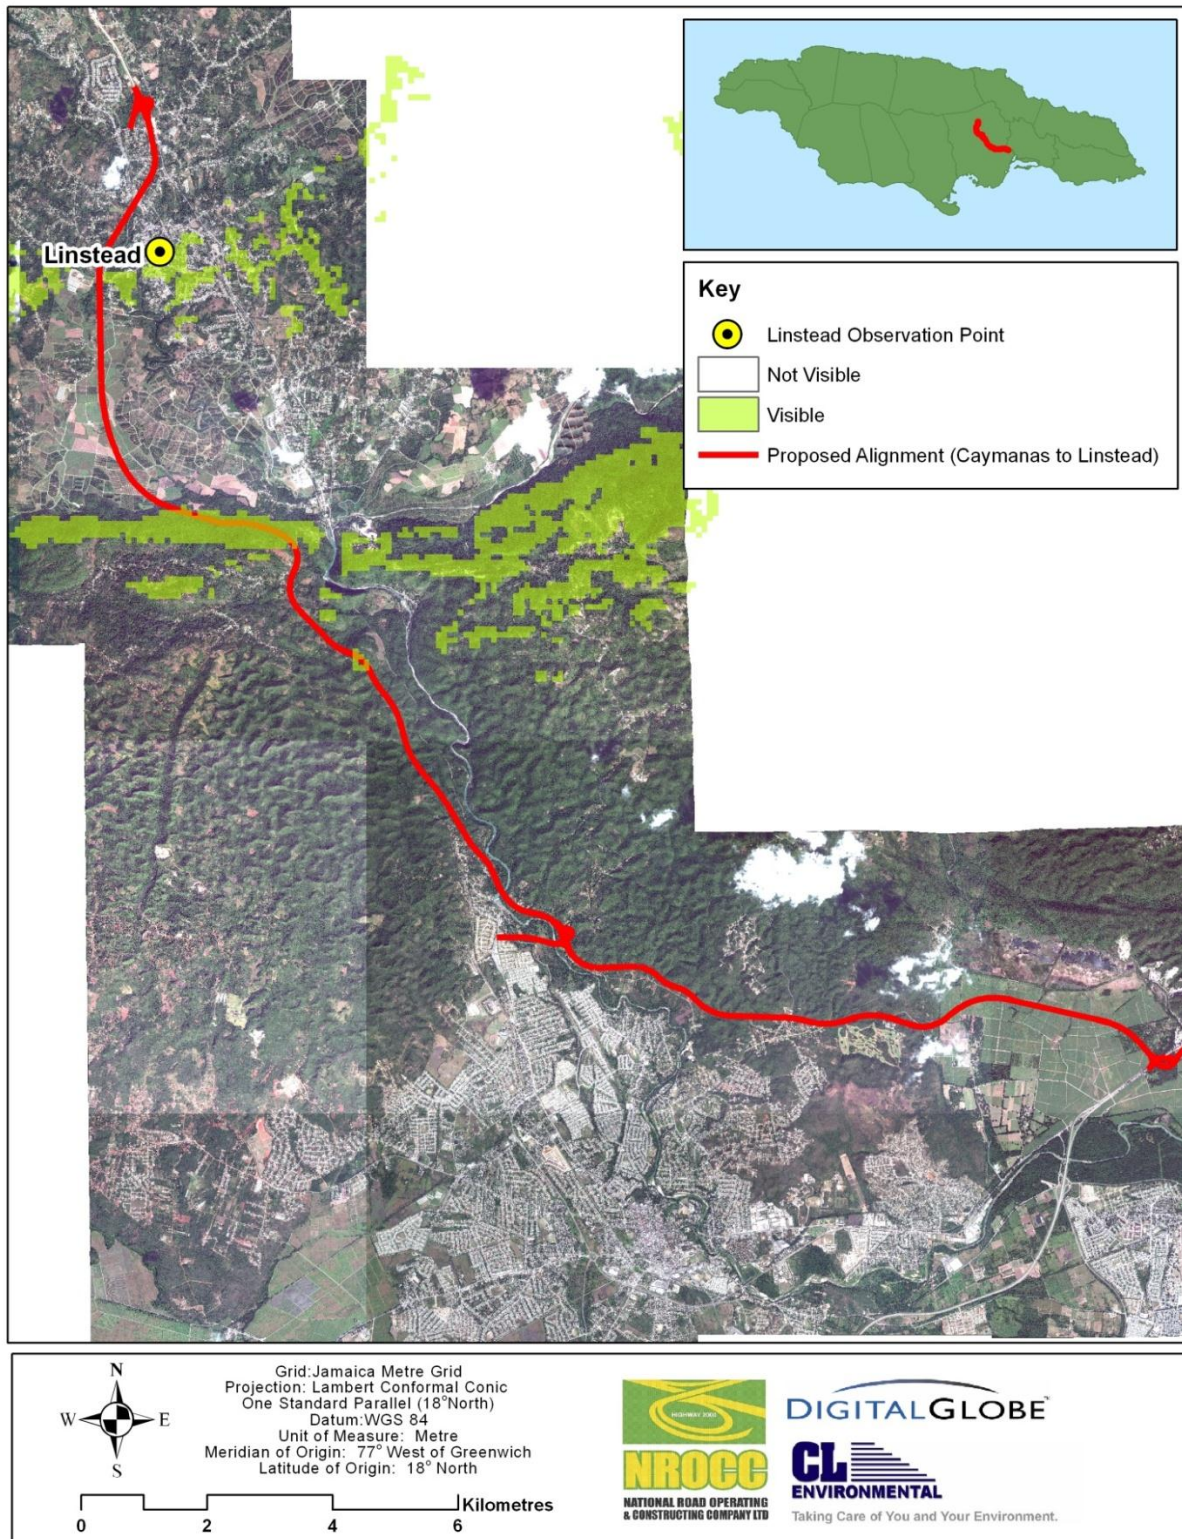 Linstead
Key
Linstead Observation Point
Not Visible
Visible
Proposed Alignment (Caymanas to Linstead)
N
W E
S
Grid:Jamaica Metre Grid
Projection: Lambert Conformal Conic
One Standard Parallel (18°North)
Datum:WGS 84
Unit of Measure: Metre
Meridian of Origin: 77° West of Greenwich
Latitude of Origin: 18° North
Kilometres
0 2 4 6
HIGHWAY 2000
NROCC
NATIONAL ROAD OPERATING
& CONSTRUCTING COMPANY LTD
DIGITALGLOBE
CL
ENVIRONMENTAL
Taking Care of You and Your Environment.